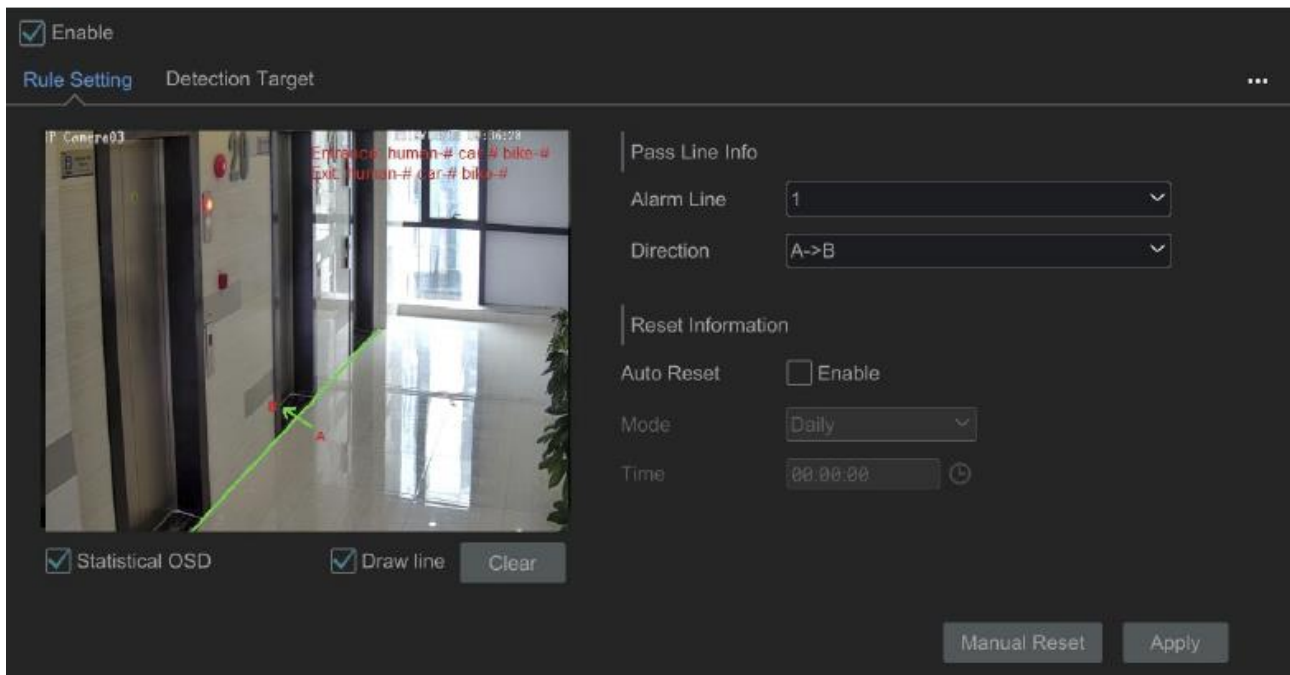 Enable
Rule Setting
Detection Target
...
IP Camera03
Entrance: human-# car-# bike-#
Exit: human-# car-# bike-#
20
B
A
Statistical OSD
Draw line
Clear
Pass Line Info
Alarm Line
1
Direction
A->B
Reset Information
Auto Reset
Enable
Mode
Daily
Time
00:00:00
Manual Reset
Apply